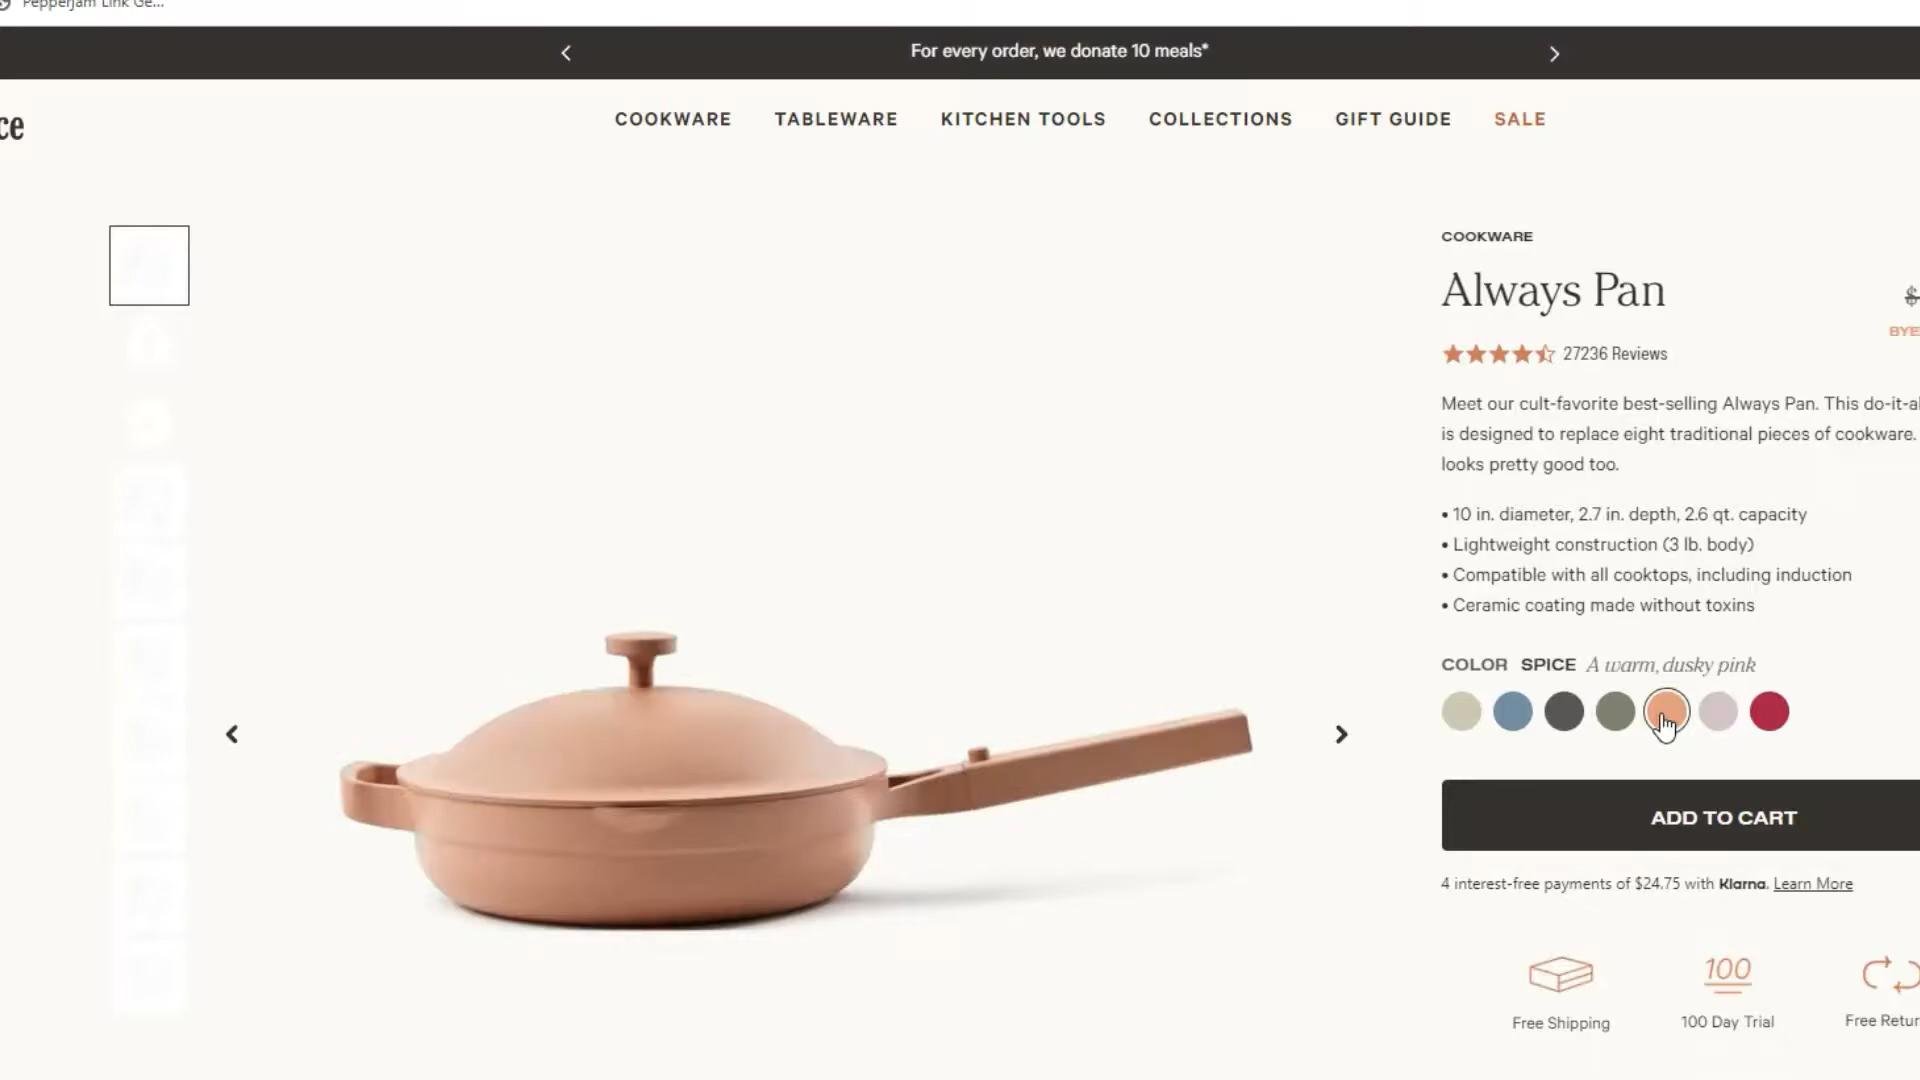 Pepperjam Link Ge...
For every order, we donate 10 meals*
ce
COOKWARE TABLEWARE KITCHEN TOOLS COLLECTIONS GIFT GUIDE SALE
COOKWARE
Always Pan
$
BYE
27236 Reviews
Meet our cult-favorite best-selling Always Pan. This do-it-al
is designed to replace eight traditional pieces of cookware.
looks pretty good too.
• 10 in. diameter, 2.7 in. depth, 2.6 qt. capacity
• Lightweight construction (3 lb. body)
• Compatible with all cooktops, including induction
• Ceramic coating made without toxins
COLOR SPICE A warm, dusky pink
ADD TO CART
4 interest-free payments of $24.75 with Klarna. Learn More
100
Free Shipping 100 Day Trial Free Retur